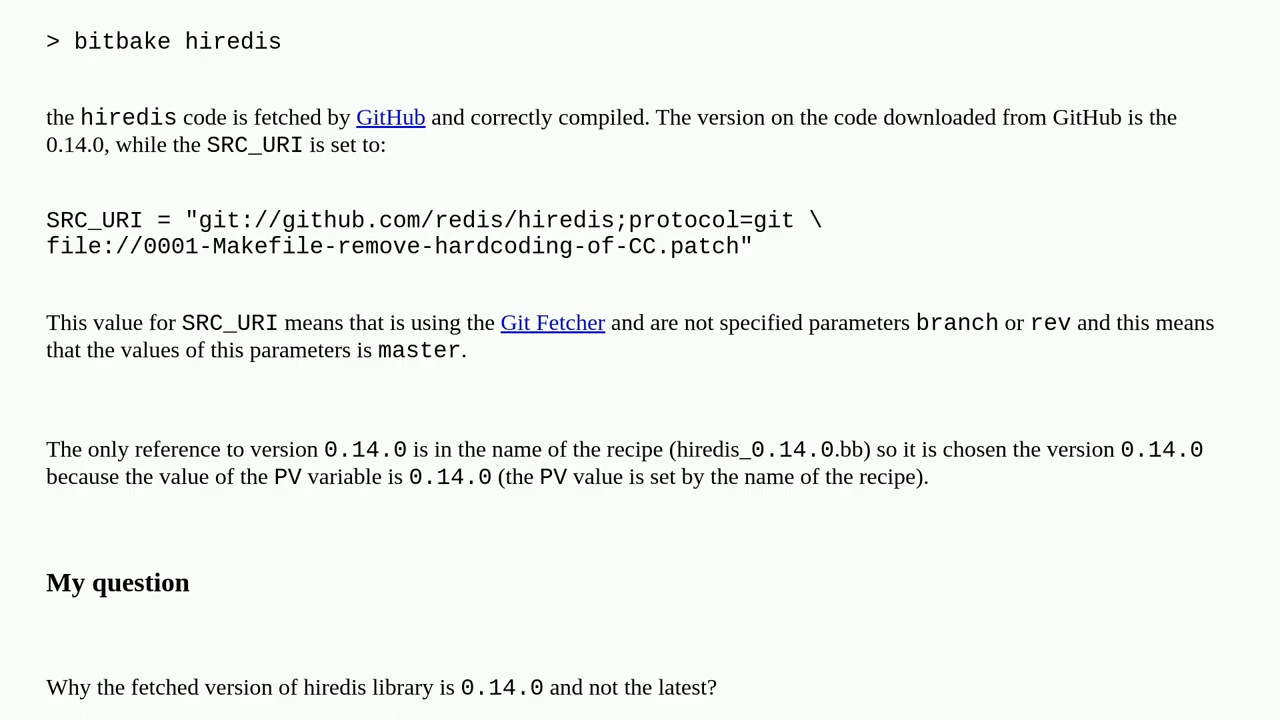 > bitbake hiredis
the hiredis code is fetched by GitHub and correctly compiled. The version on the code downloaded from GitHub is the
0.14.0, while the SRC_URI is set to:
SRC_URI = "git://github.com/redis/hiredis;protocol=git \
file://0001-Makefile-remove-hardcoding-of-CC.patch"
This value for SRC_URI means that is using the Git Fetcher and are not specified parameters branch or rev and this means
that the values of this parameters is master.
The only reference to version 0.14.0 is in the name of the recipe (hiredis_0.14.0.bb) so it is chosen the version 0.14.0
because the value of the PV variable is 0.14.0 (the PV value is set by the name of the recipe).
My question
Why the fetched version of hiredis library is 0.14.0 and not the latest?